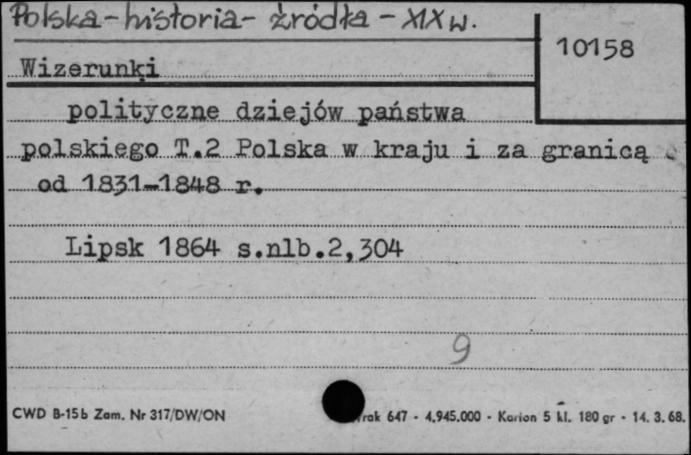 Polska - historia - źródła - XIX w.
10158
Wizerunki
polityczne dziejów państwa
polskiego T.2 Polska w kraju i za granicą
od 1831-1848 r.
Lipsk 1864 s.nlb.2,304
9
CWD B-15b Zam. Nr 317/DW/ON rak 647 - 4.945.000 - Karton 5 kl. 180 gr - 14. 3. 68.